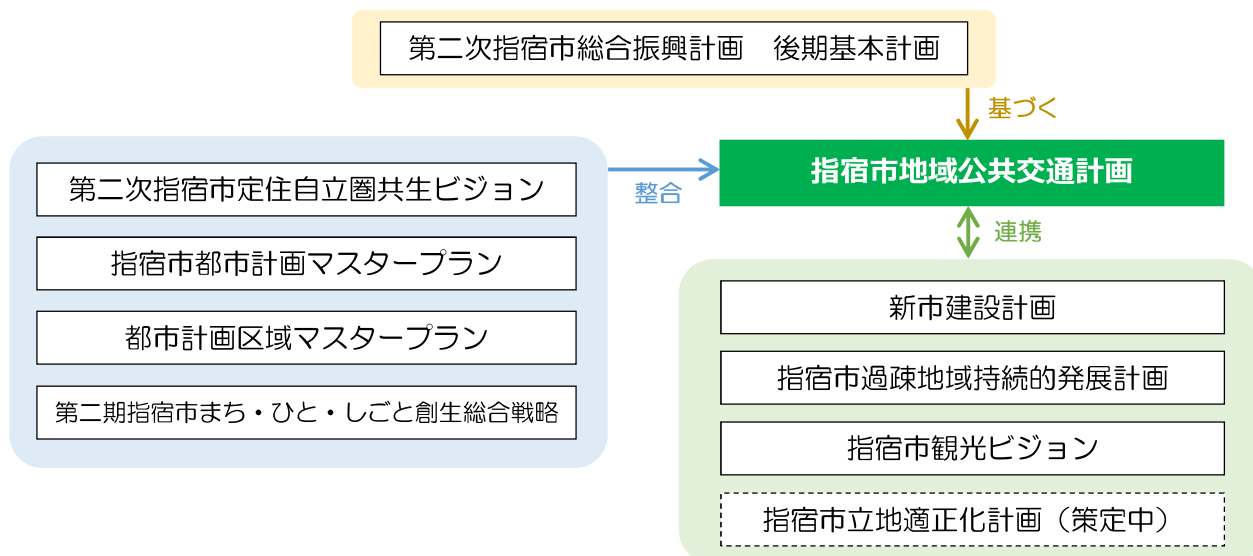 第二次指宿市総合振興計画　後期基本計画
基づく
指宿市地域公共交通計画
整合
第二次指宿市定住自立圏共生ビジョン
指宿市都市計画マスタープラン
都市計画区域マスタープラン
第二期指宿市まち・ひと・しごと創生総合戦略
連携
新市建設計画
指宿市過疎地域持続的発展計画
指宿市観光ビジョン
指宿市立地適正化計画（策定中）